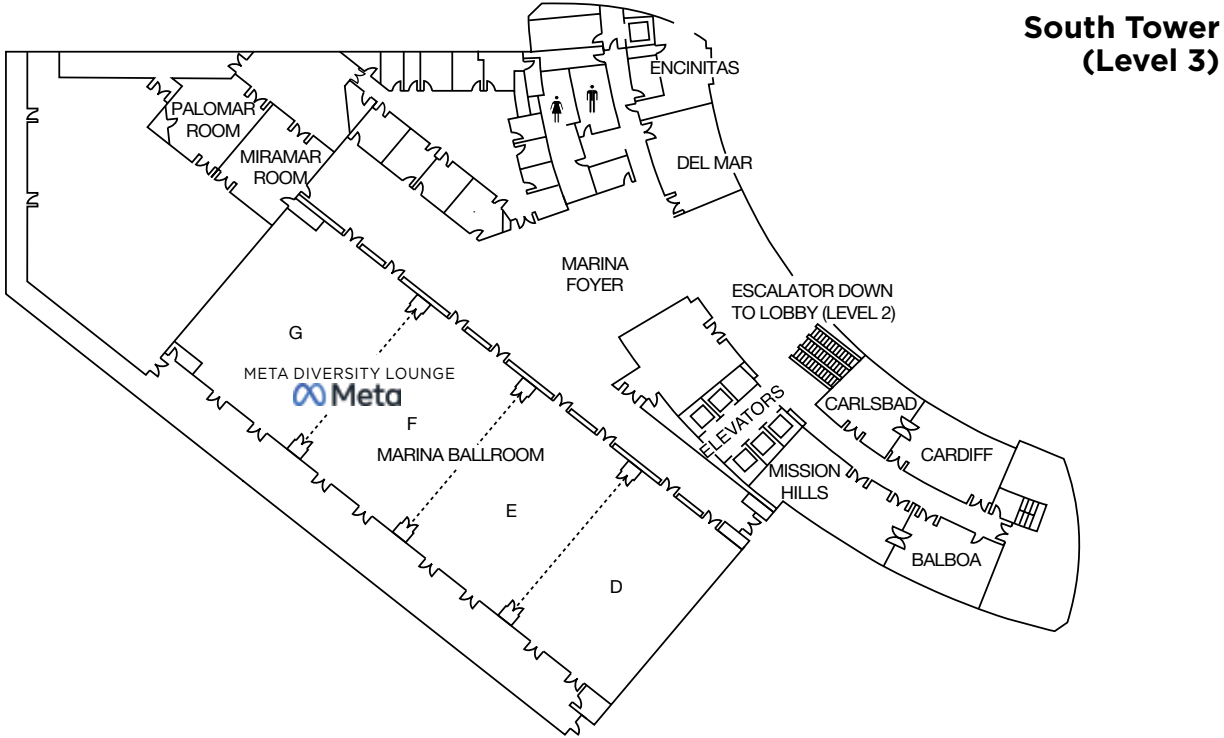 South Tower
(Level 3)
ENCINITAS
PALOMAR
ROOM
MIRAMAR
ROOM
DEL MAR
MARINA
FOYER
ESCALATOR DOWN
TO LOBBY (LEVEL 2)
G
META DIVERSITY LOUNGE
Meta
F
MARINA BALLROOM
E
D
ELEVATORS
CARLSBAD
CARDIFF
MISSION
HILLS
BALBOA